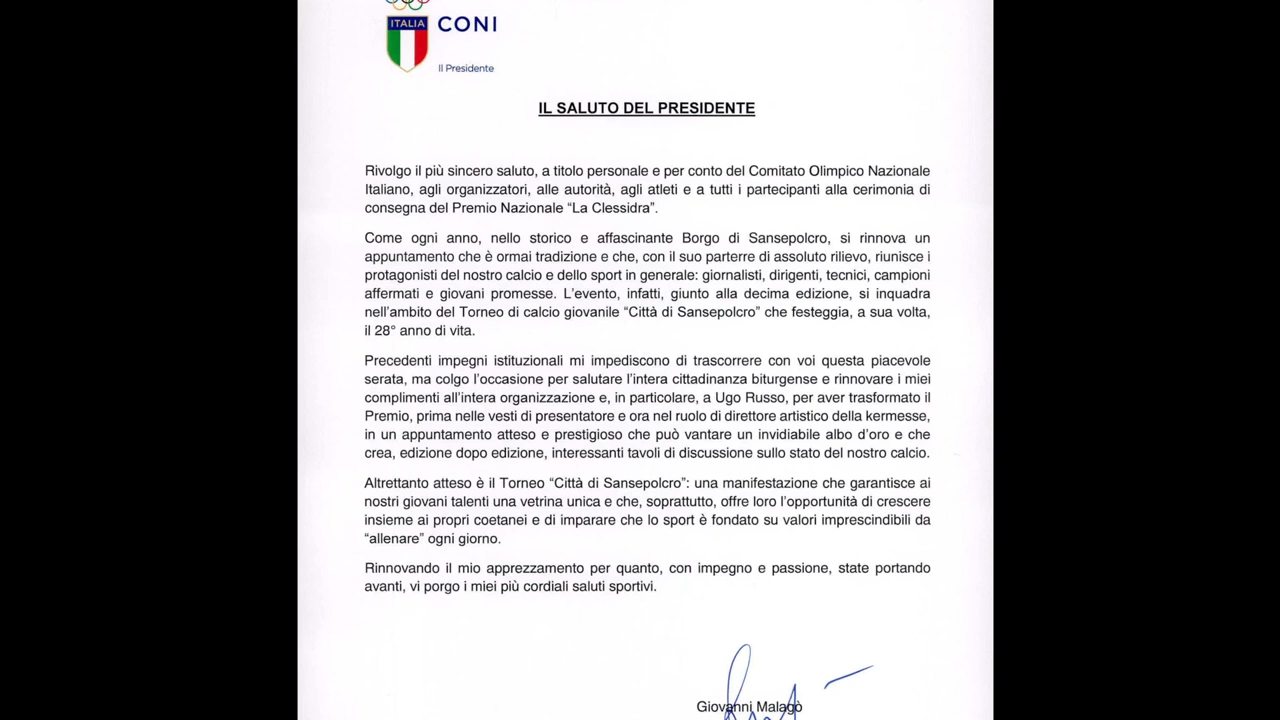 ITALIA
CONI
Il Presidente
IL SALUTO DEL PRESIDENTE
Rivolgo il più sincero saluto, a titolo personale e per conto del Comitato Olimpico Nazionale
Italiano, agli organizzatori, alle autorità, agli atleti e a tutti i partecipanti alla cerimonia di
consegna del Premio Nazionale “La Clessidra”.
Come ogni anno, nello storico e affascinante Borgo di Sansepolcro, si rinnova un
appuntamento che è ormai tradizione e che, con il suo parterre di assoluto rilievo, riunisce i
protagonisti del nostro calcio e dello sport in generale: giornalisti, dirigenti, tecnici, campioni
affermati e giovani promesse. L’evento, infatti, giunto alla decima edizione, si inquadra
nell’ambito del Torneo di calcio giovanile “Città di Sansepolcro” che festeggia, a sua volta,
il 28° anno di vita.
Precedenti impegni istituzionali mi impediscono di trascorrere con voi questa piacevole
serata, ma colgo l’occasione per salutare l’intera cittadinanza biturgense e rinnovare i miei
complimenti all’intera organizzazione e, in particolare, a Ugo Russo, per aver trasformato il
Premio, prima nelle vesti di presentatore e ora nel ruolo di direttore artistico della kermesse,
in un appuntamento atteso e prestigioso che può vantare un invidiabile albo d’oro e che
crea, edizione dopo edizione, interessanti tavoli di discussione sullo stato del nostro calcio.
Altrettanto atteso è il Torneo “Città di Sansepolcro”: una manifestazione che garantisce ai
nostri giovani talenti una vetrina unica e che, soprattutto, offre loro l’opportunità di crescere
insieme ai propri coetanei e di imparare che lo sport è fondato su valori imprescindibili da
“allenare” ogni giorno.
Rinnovando il mio apprezzamento per quanto, con impegno e passione, state portando
avanti, vi porgo i miei più cordiali saluti sportivi.
Giovanni Malagò